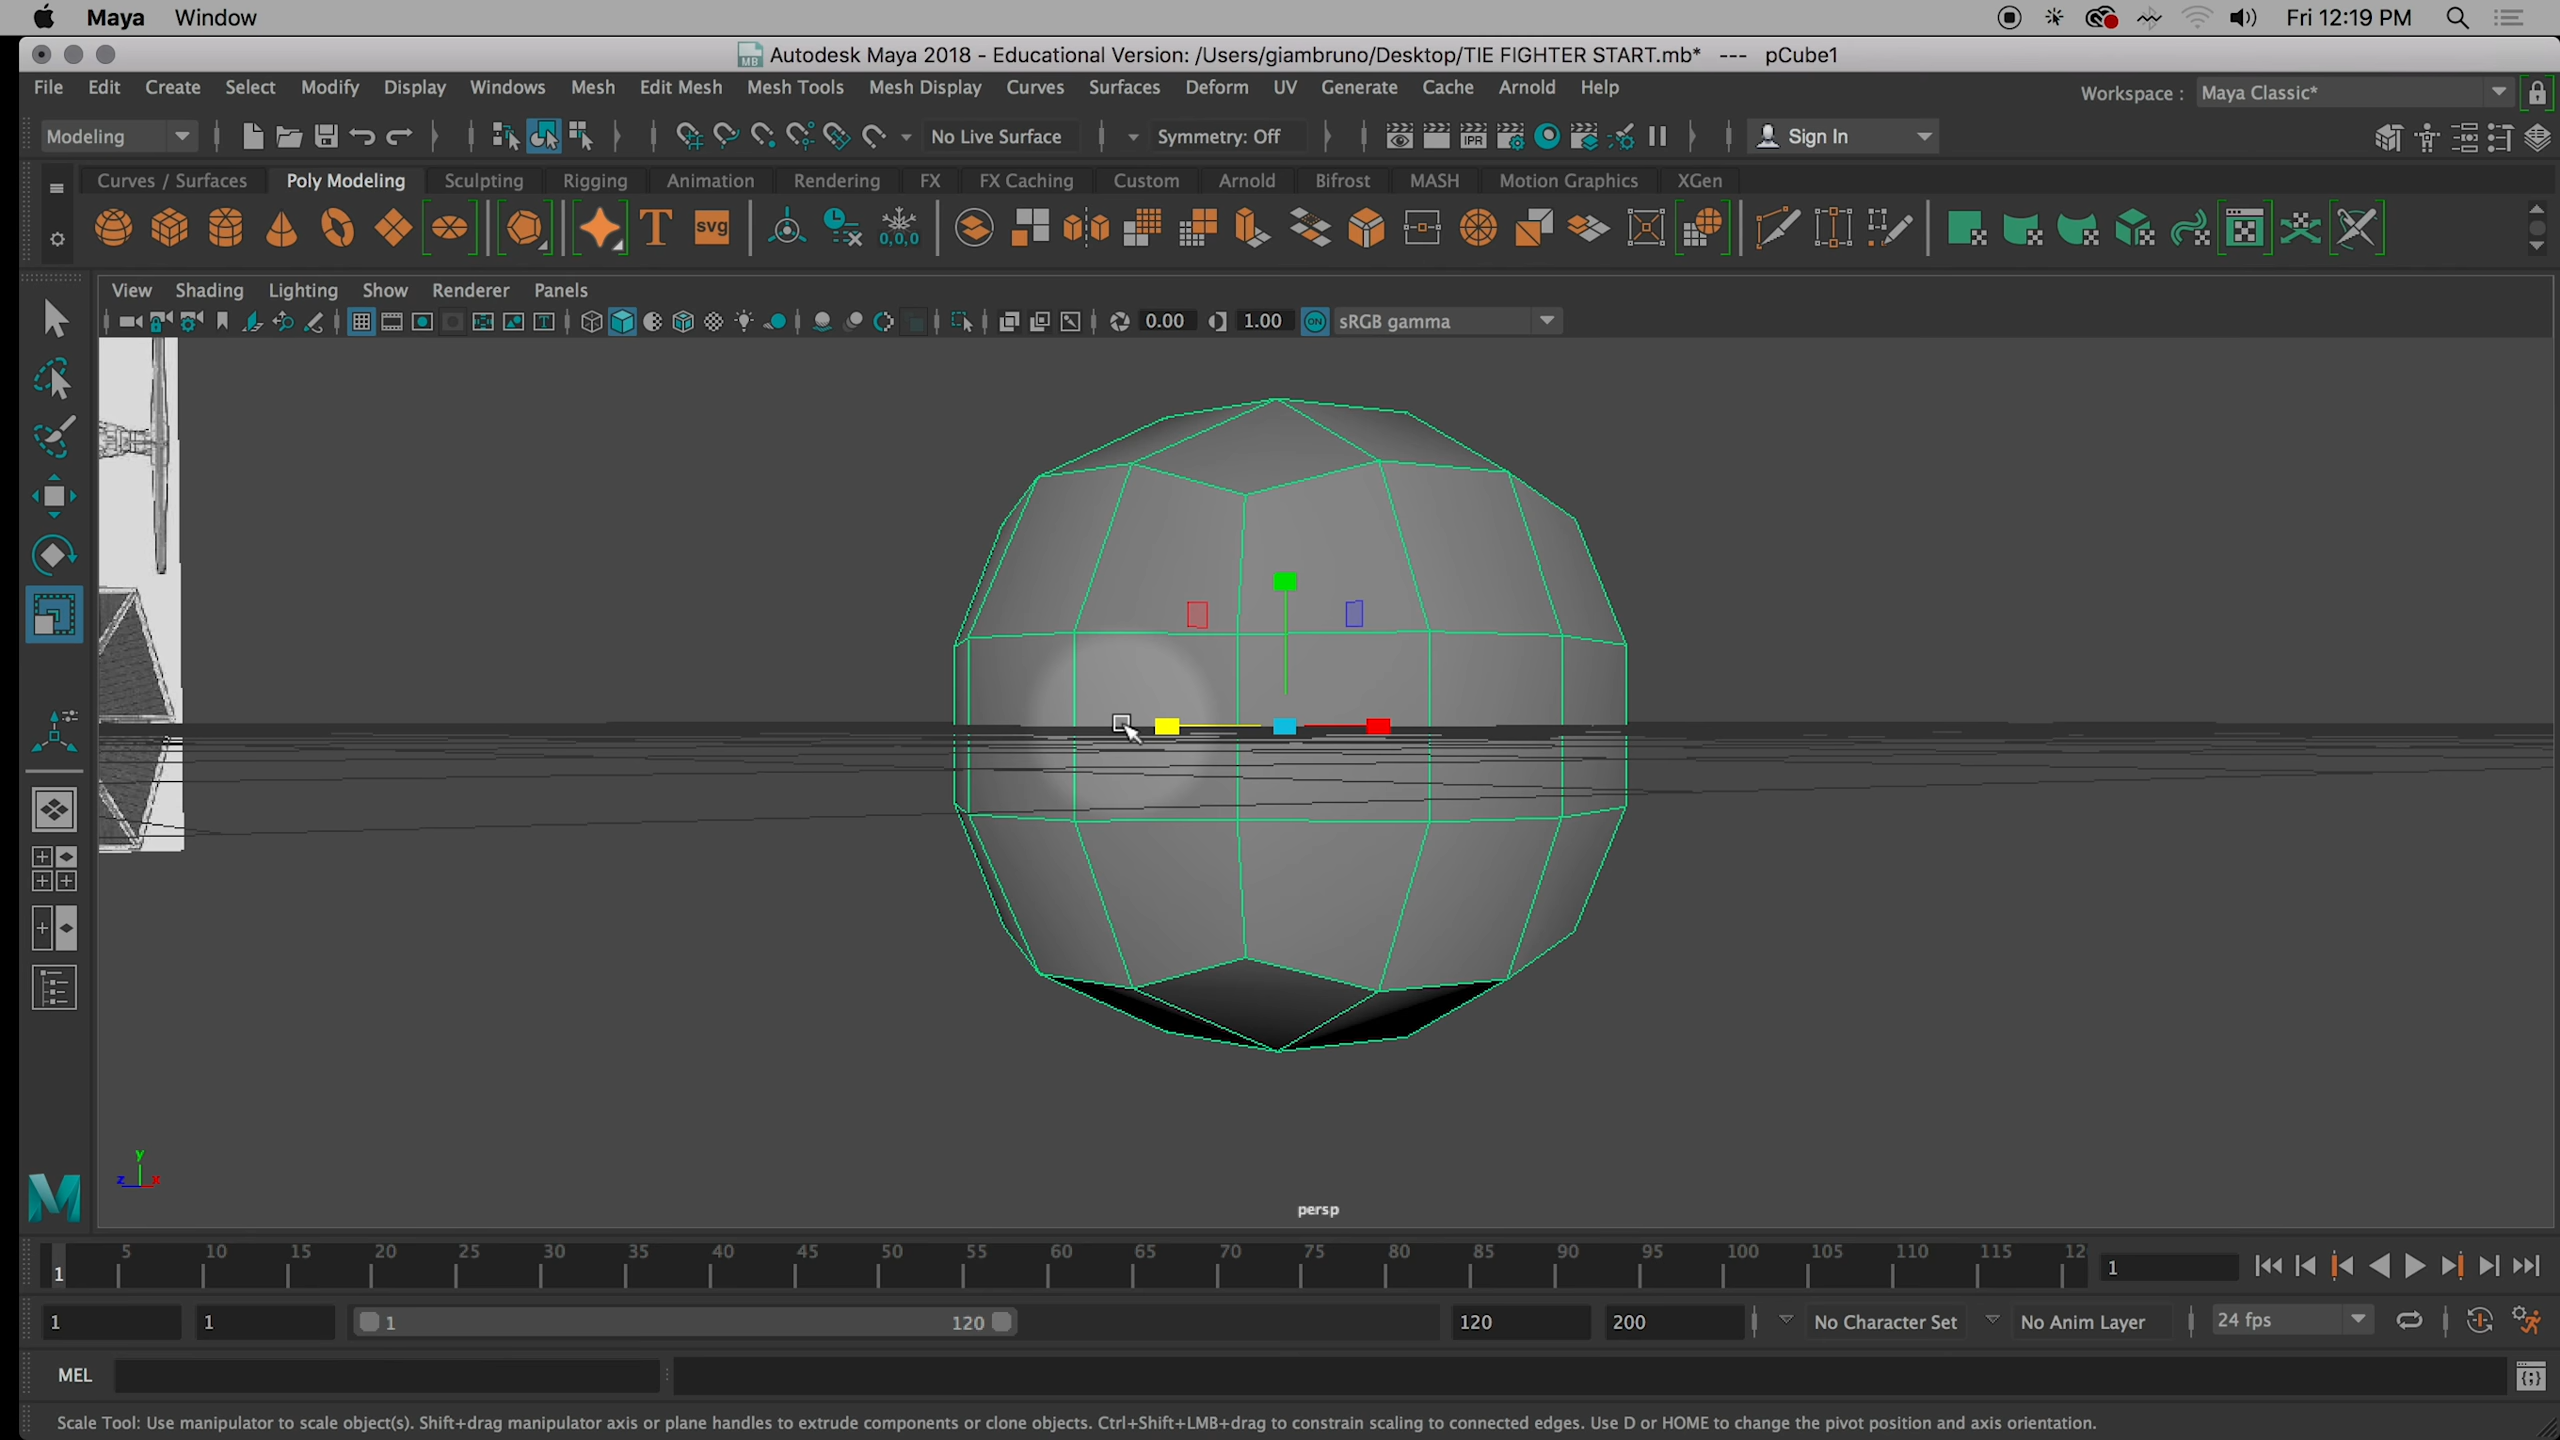 Maya Window Fri 12:19 PM
Autodesk Maya 2018 - Educational Version: /Users/giambruno/Desktop/TIE FIGHTER START.mb* --- pCube1
File Edit Create Select Modify Display Windows Mesh Edit Mesh Mesh Tools Mesh Display Curves Surfaces Deform UV Generate Cache Arnold Help Workspace : Maya Classic*
Modeling No Live Surface Symmetry: Off IPR Sign In
Curves / Surfaces Poly Modeling Sculpting Rigging Animation Rendering FX FX Caching Custom Arnold Bifrost MASH Motion Graphics XGen
T svg 0,0,0
View Shading Lighting Show Renderer Panels
0.00 1.00 ON sRGB gamma
y
z x
persp
5 10 15 20 25 30 35 40 45 50 55 60 65 70 75 80 85 90 95 100 105 110 115 12
1 1
1 1 1 120 120 200 No Character Set No Anim Layer 24 fps
MEL
Scale Tool: Use manipulator to scale object(s). Shift+drag manipulator axis or plane handles to extrude components or clone objects. Ctrl+Shift+LMB+drag to constrain scaling to connected edges. Use D or HOME to change the pivot position and axis orientation.